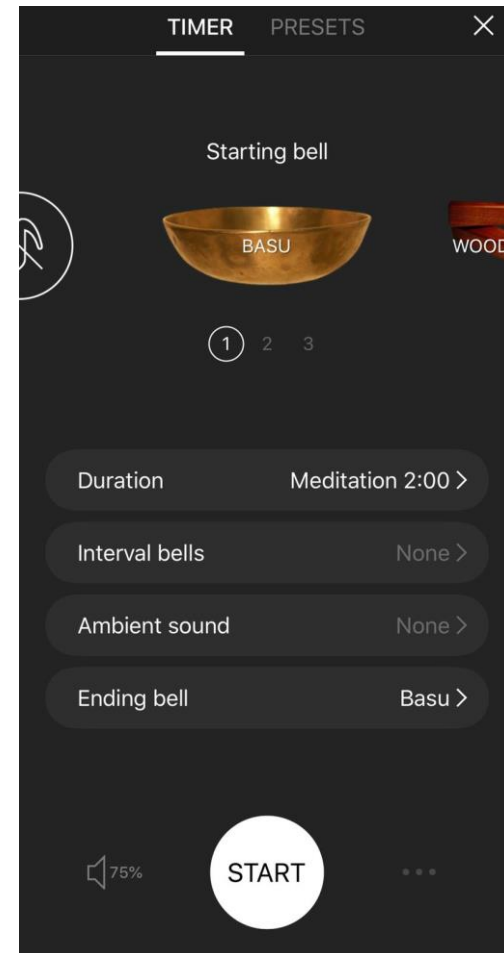 TIMER PRESETS
Starting bell
BASU
WOOD
1 2 3
Duration Meditation 2:00 >
Interval bells None >
Ambient sound None >
Ending bell Basu >
75% START ...